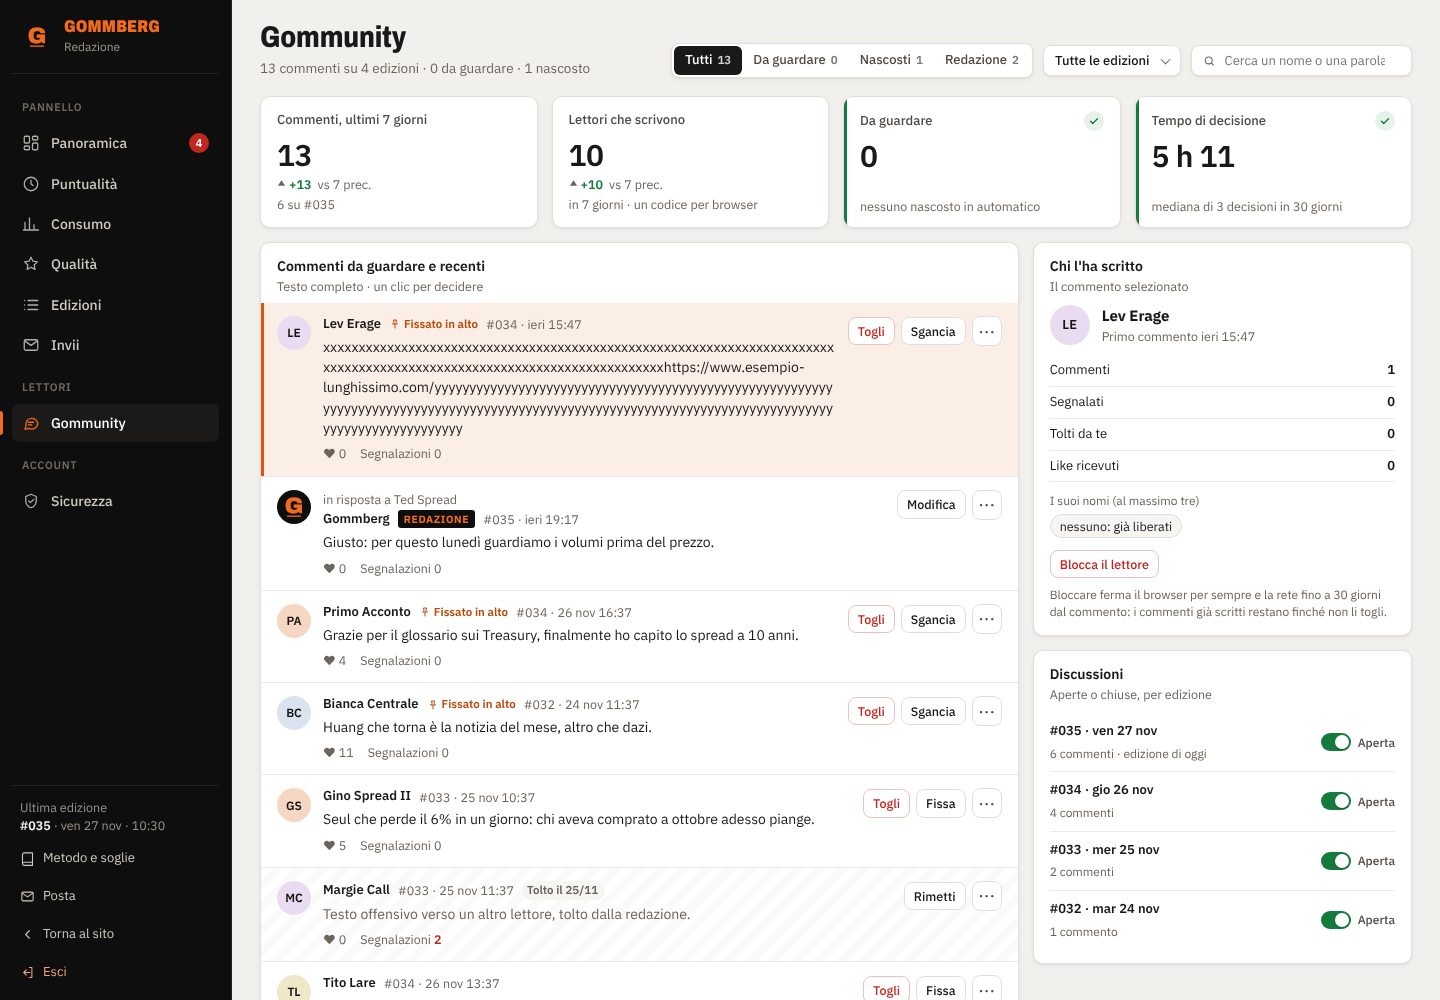 G GOMMBERG
Redazione
PANNELLO
Panoramica 4
Puntualità
Consumo
Qualità
Edizioni
Invii
LETTORI
Gommunity
ACCOUNT
Sicurezza
Ultima edizione
#035 · ven 27 nov · 10:30
Metodo e soglie
Posta
Torna al sito
Esci
Gommunity
13 commenti su 4 edizioni · 0 da guardare · 1 nascosto
Tutti 13 Da guardare 0 Nascosti 1 Redazione 2
Tutte le edizioni
Cerca un nome o una parola
Commenti, ultimi 7 giorni
13
+13 vs 7 prec.
6 su #035
Lettori che scrivono
10
+10 vs 7 prec.
in 7 giorni · un codice per browser
Da guardare
0
nessuno nascosto in automatico
Tempo di decisione
5 h 11
mediana di 3 decisioni in 30 giorni
Commenti da guardare e recenti
Testo completo · un clic per decidere
LE Lev Erage Fissato in alto #034 · ieri 15:47 Togli Sgancia ···
xxxxxxxxxxxxxxxxxxxxxxxxxxxxxxxxxxxxxxxxxxxxxxxxxxxxxxxxxxxxxxxxxxxxxxxx
xxxxxxxxxxxxxxxxxxxxxxxxxxxxxxxxxxxxxxxxxxxxxxxxhttps://www.esempio-
lunghissimo.com/yyyyyyyyyyyyyyyyyyyyyyyyyyyyyyyyyyyyyyyyyyyyyyyyyyyyyyyyy
yyyyyyyyyyyyyyyyyyyyyyyyyyyyyyyyyyyyyyyyyyyyyyyyyyyyyyyyyyyyyyyyyyyyyyyyy
yyyyyyyyyyyyyyyyyyyy
0 Segnalazioni 0
in risposta a Ted Spread
G Gommberg REDAZIONE #035 · ieri 19:17 Modifica ···
Giusto: per questo lunedì guardiamo i volumi prima del prezzo.
0 Segnalazioni 0
PA Primo Acconto Fissato in alto #034 · 26 nov 16:37 Togli Sgancia ···
Grazie per il glossario sui Treasury, finalmente ho capito lo spread a 10 anni.
4 Segnalazioni 0
BC Bianca Centrale Fissato in alto #032 · 24 nov 11:37 Togli Sgancia ···
Huang che torna è la notizia del mese, altro che dazi.
11 Segnalazioni 0
GS Gino Spread II #033 · 25 nov 10:37 Togli Fissa ···
Seul che perde il 6% in un giorno: chi aveva comprato a ottobre adesso piange.
5 Segnalazioni 0
MC Margie Call #033 · 25 nov 11:37 Tolto il 25/11 Rimetti ···
Testo offensivo verso un altro lettore, tolto dalla redazione.
0 Segnalazioni 2
TL Tito Lare #034 · 26 nov 13:37 Togli Fissa ···
Chi l'ha scritto
Il commento selezionato
LE Lev Erage
Primo commento ieri 15:47
Commenti 1
Segnalati 0
Tolti da te 0
Like ricevuti 0
I suoi nomi (al massimo tre)
nessuno: già liberati
Blocca il lettore
Bloccare ferma il browser per sempre e la rete fino a 30 giorni
dal commento: i commenti già scritti restano finché non li togli.
Discussioni
Aperte o chiuse, per edizione
#035 · ven 27 nov
6 commenti · edizione di oggi
Aperta
#034 · gio 26 nov
4 commenti
Aperta
#033 · mer 25 nov
2 commenti
Aperta
#032 · mar 24 nov
1 commento
Aperta